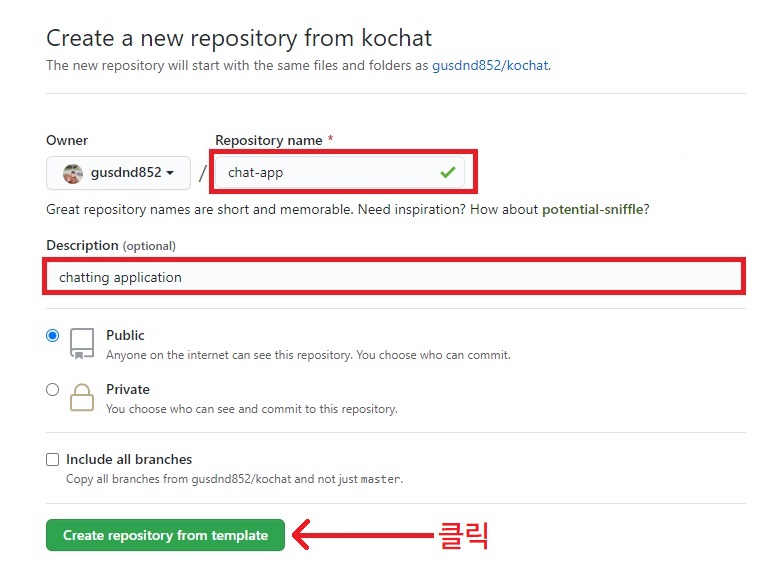 Create a new repository from kochat
The new repository will start with the same files and folders as gusdnd852/kochat.
Owner
Repository name *
gusdnd852
/
chat-app
Great repository names are short and memorable. Need inspiration? How about potential-sniffle?
Description (optional)
chatting application
Public
Anyone on the internet can see this repository. You choose who can commit.
Private
You choose who can see and commit to this repository.
Include all branches
Copy all branches from gusdnd852/kochat and not just master.
Create repository from template
클릭